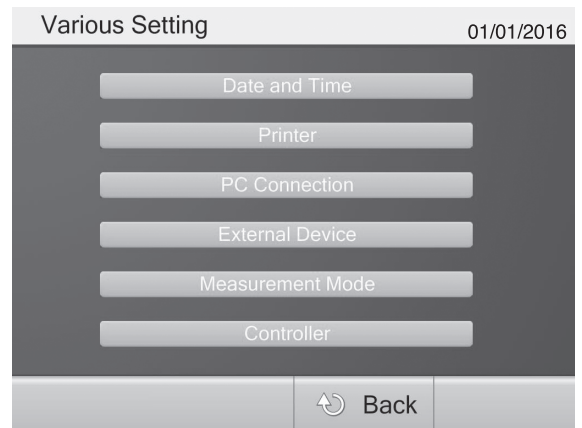 Various Setting
01/01/2016
Date and Time
Printer
PC Connection
External Device
Measurement Mode
Controller
Back